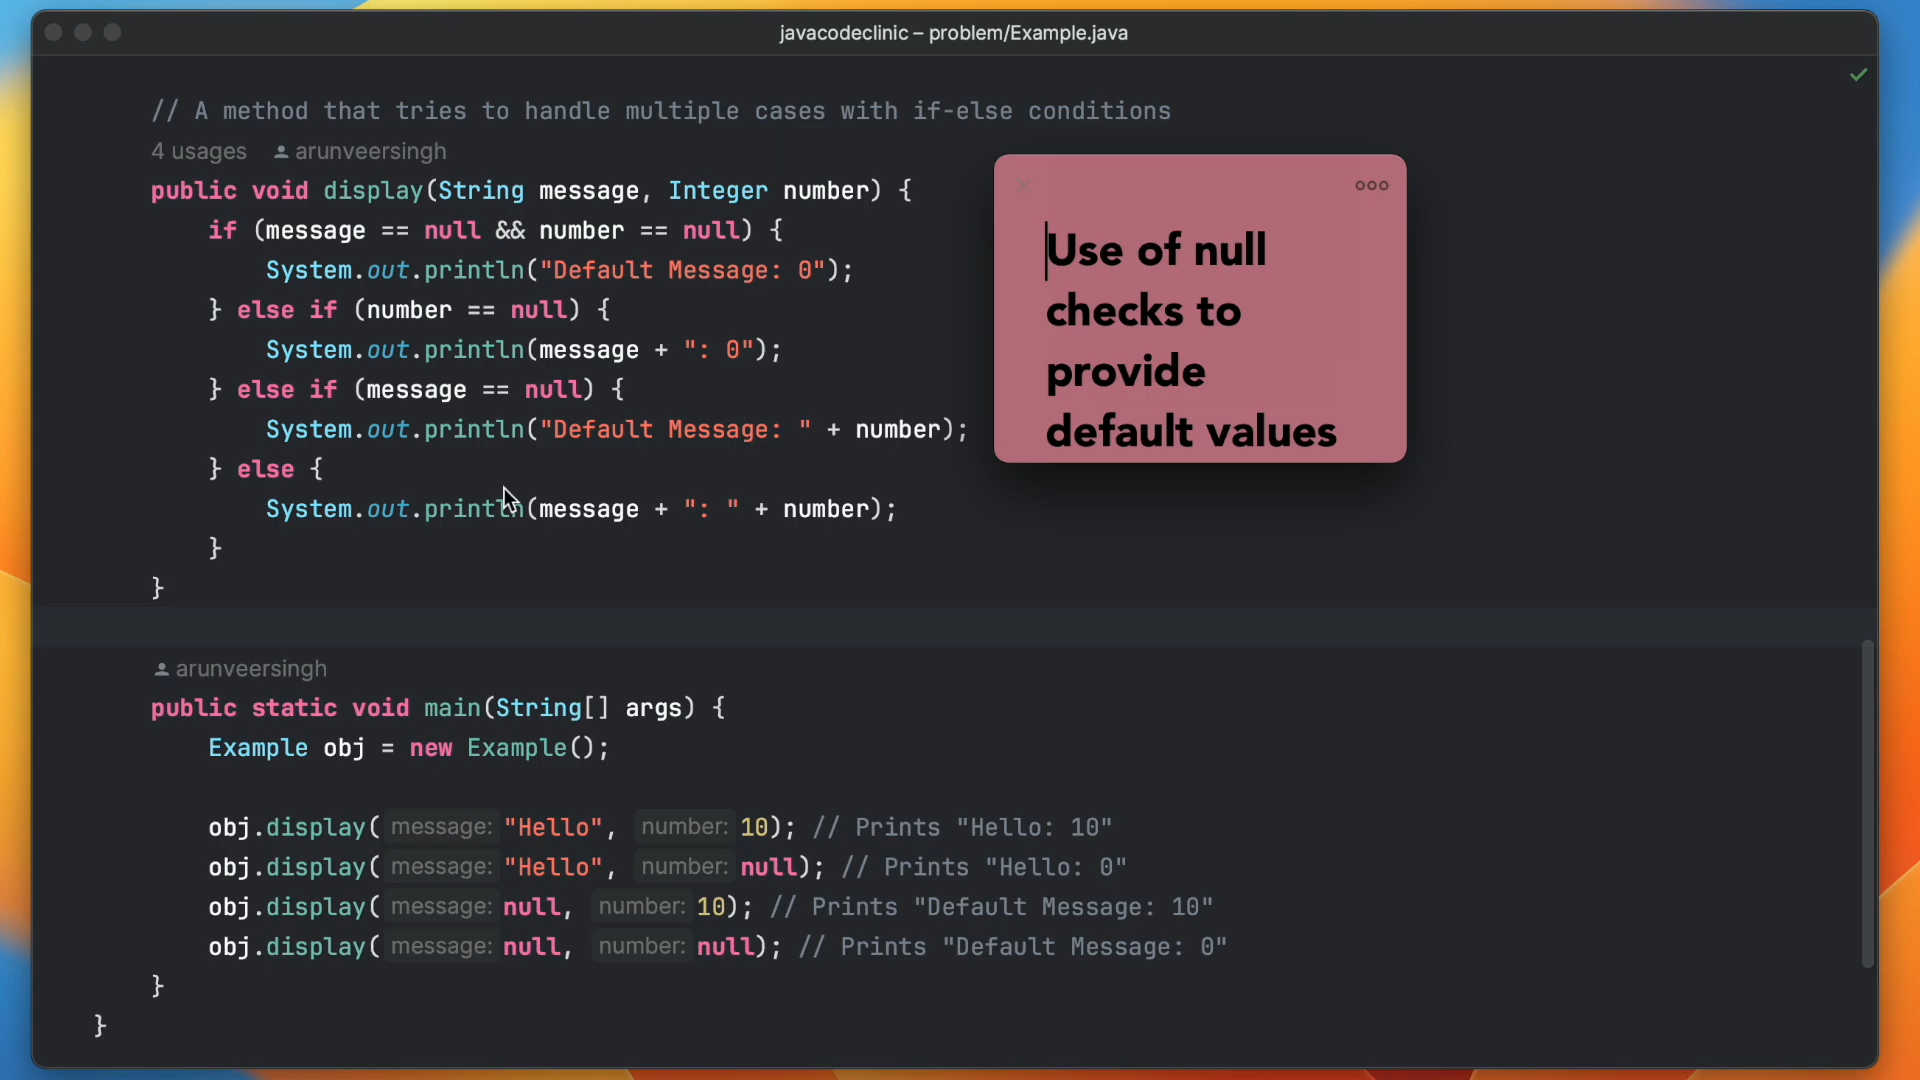 javacodeclinic – problem/Example.java
// A method that tries to handle multiple cases with if-else conditions
4 usages arunveersingh
public void display(String message, Integer number) {
if (message == null && number == null) {
System.out.println("Default Message: 0");
} else if (number == null) {
System.out.println(message + ": 0");
} else if (message == null) {
System.out.println("Default Message: " + number);
} else {
System.out.println(message + ": " + number);
}
}
Use of null
checks to
provide
default values
arunveersingh
public static void main(String[] args) {
Example obj = new Example();
obj.display( message: "Hello", number: 10); // Prints "Hello: 10"
obj.display( message: "Hello", number: null); // Prints "Hello: 0"
obj.display( message: null, number: 10); // Prints "Default Message: 10"
obj.display( message: null, number: null); // Prints "Default Message: 0"
}
}